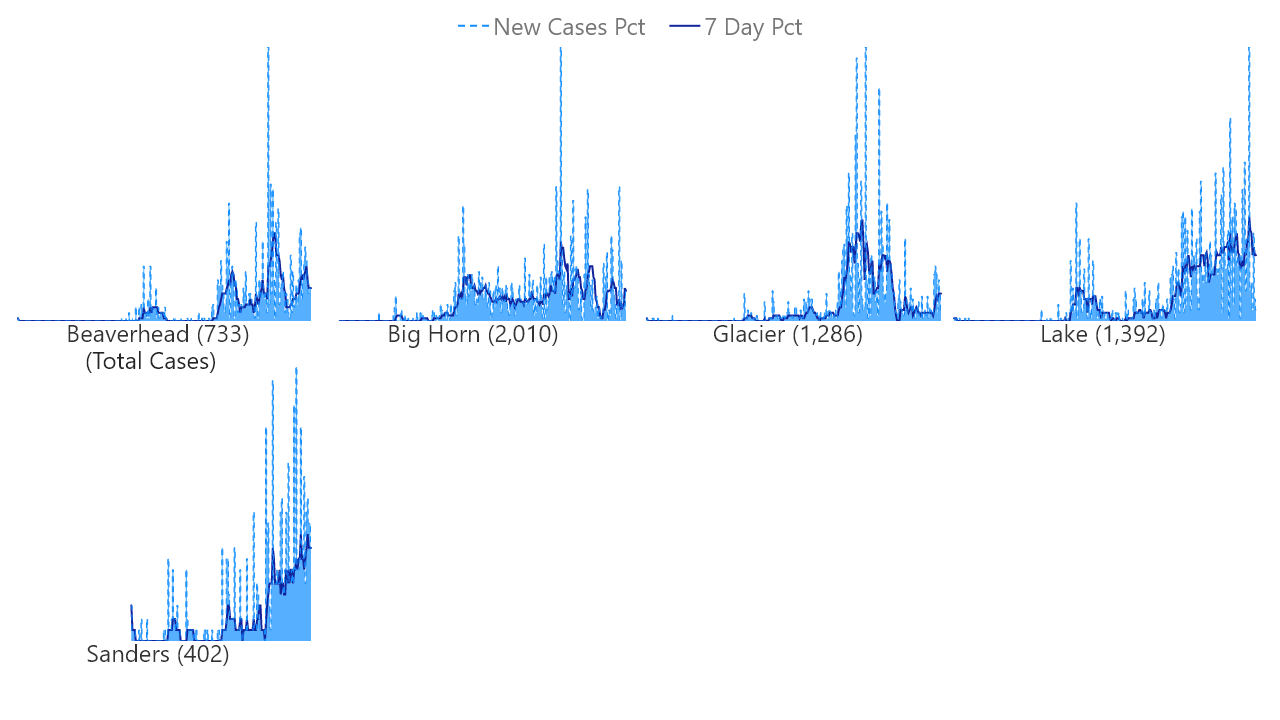 New Cases Pct 7 Day Pct
Beaverhead (733)
(Total Cases)
Big Horn (2,010)
Glacier (1,286)
Lake (1,392)
Sanders (402)